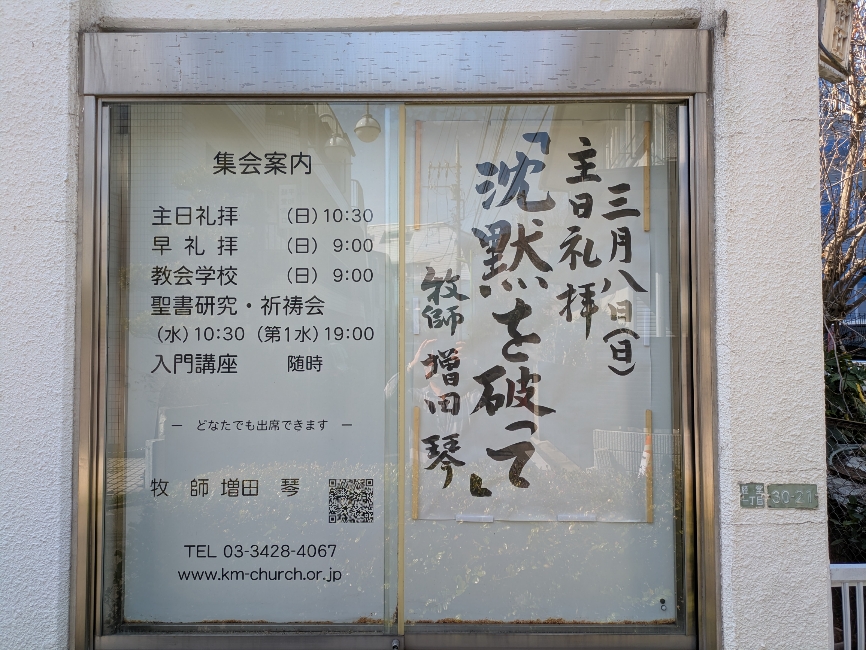 集会案内
主日礼拝 （日）10:30
早礼拝 （日） 9:00
教会学校 （日） 9:00
聖書研究・祈祷会
（水）10:30（第1水）19:00
入門講座 随時
― どなたでも出席できます ―
牧 師 増田 琴
TEL 03-3428-4067
www.km-church.or.jp
三月八日(日)
主日礼拝
「沈黙を破って」
牧師 増田 琴
30-21